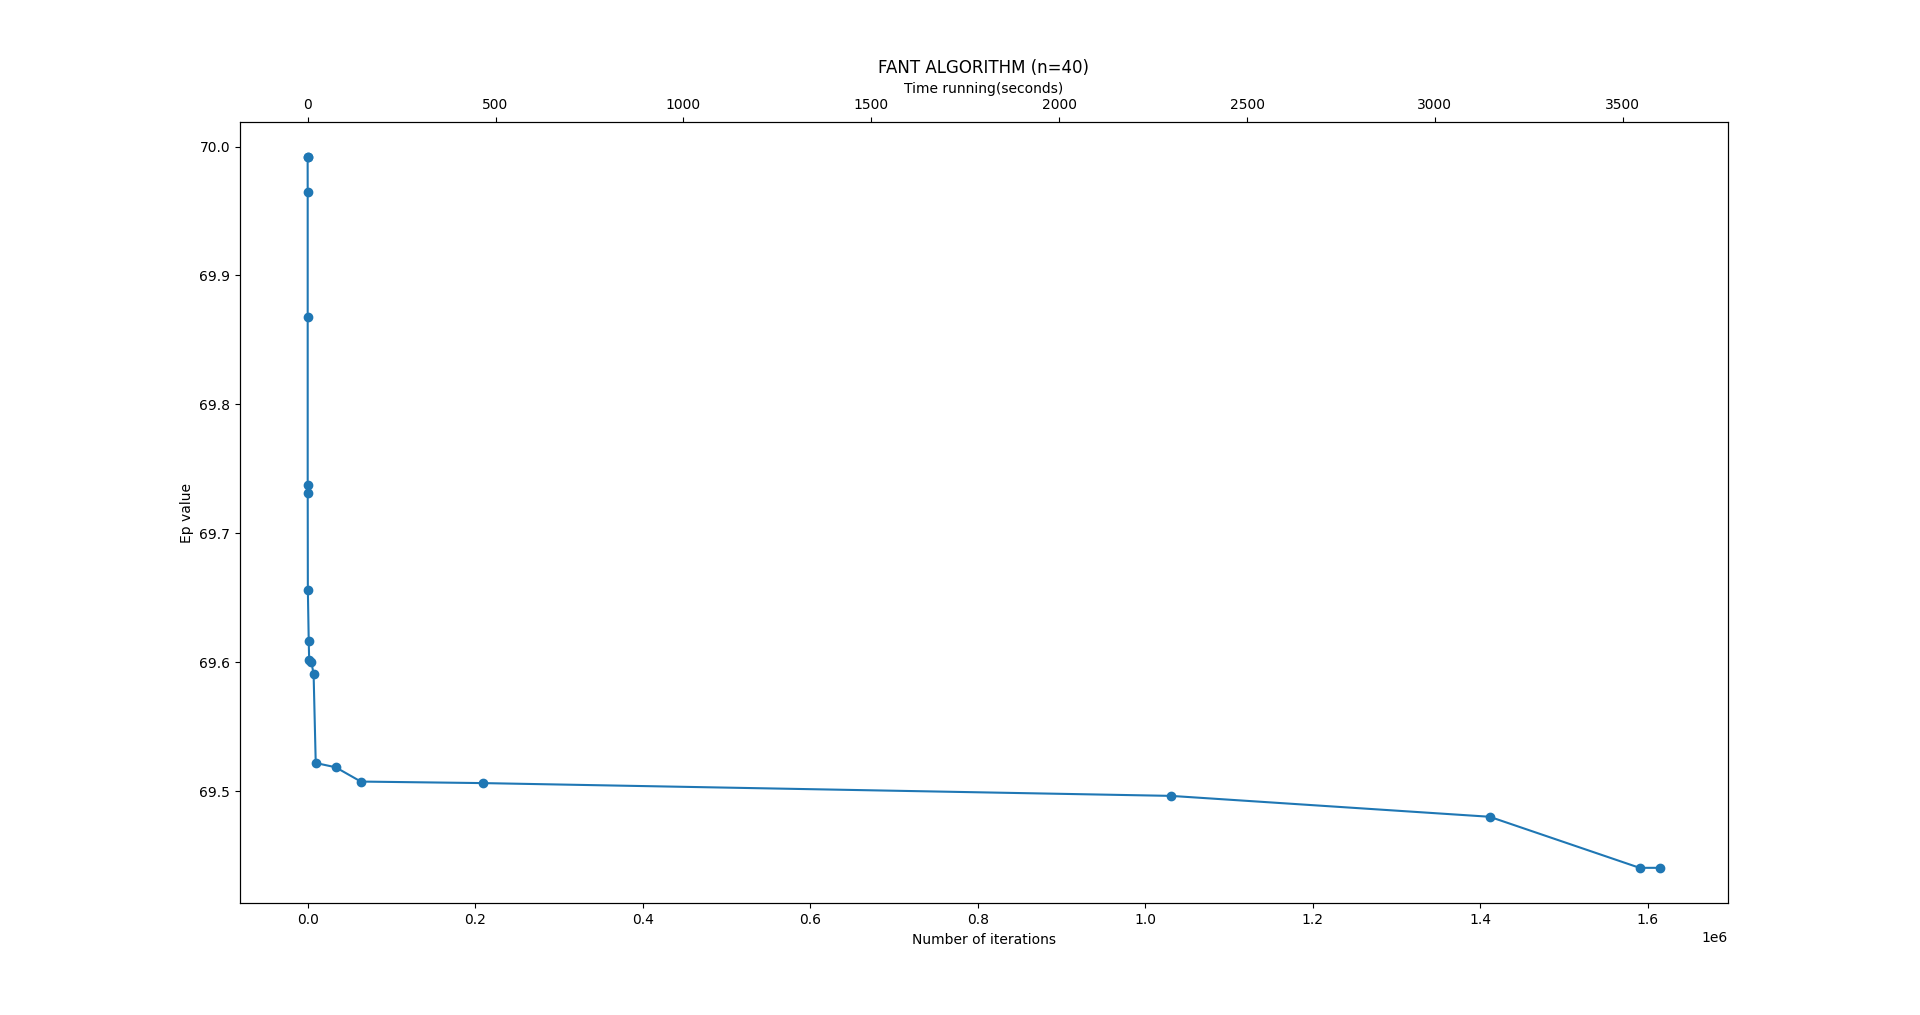 FANT ALGORITHM (n=40)
Time running(seconds)
0 500 1000 1500 2000 2500 3000 3500
70.0
69.9
69.8
69.7
69.6
69.5
Ep value
0.0 0.2 0.4 0.6 0.8 1.0 1.2 1.4 1.6
1e6
Number of iterations